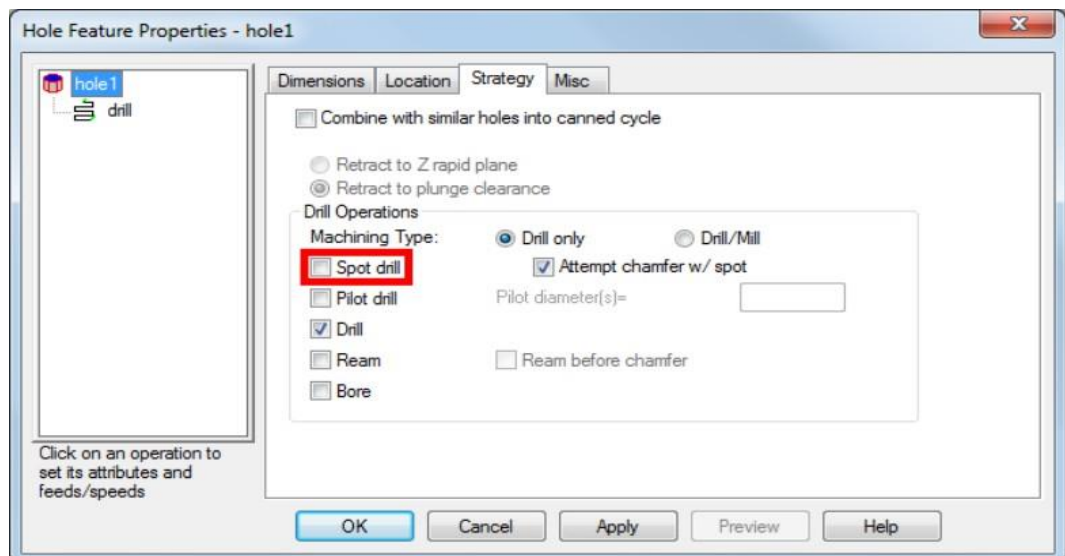 Hole Feature Properties - hole1
hole1
drill
Click on an operation to
set its attributes and
feeds/speeds
Dimensions Location Strategy Misc
Combine with similar holes into canned cycle
Retract to Z rapid plane
Retract to plunge clearance
Drill Operations
Machining Type: Drill only Drill/Mill
Spot drill Attempt chamfer w/ spot
Pilot drill Pilot diameter(s)=
Drill
Ream Ream before chamfer
Bore
OK Cancel Apply Preview Help